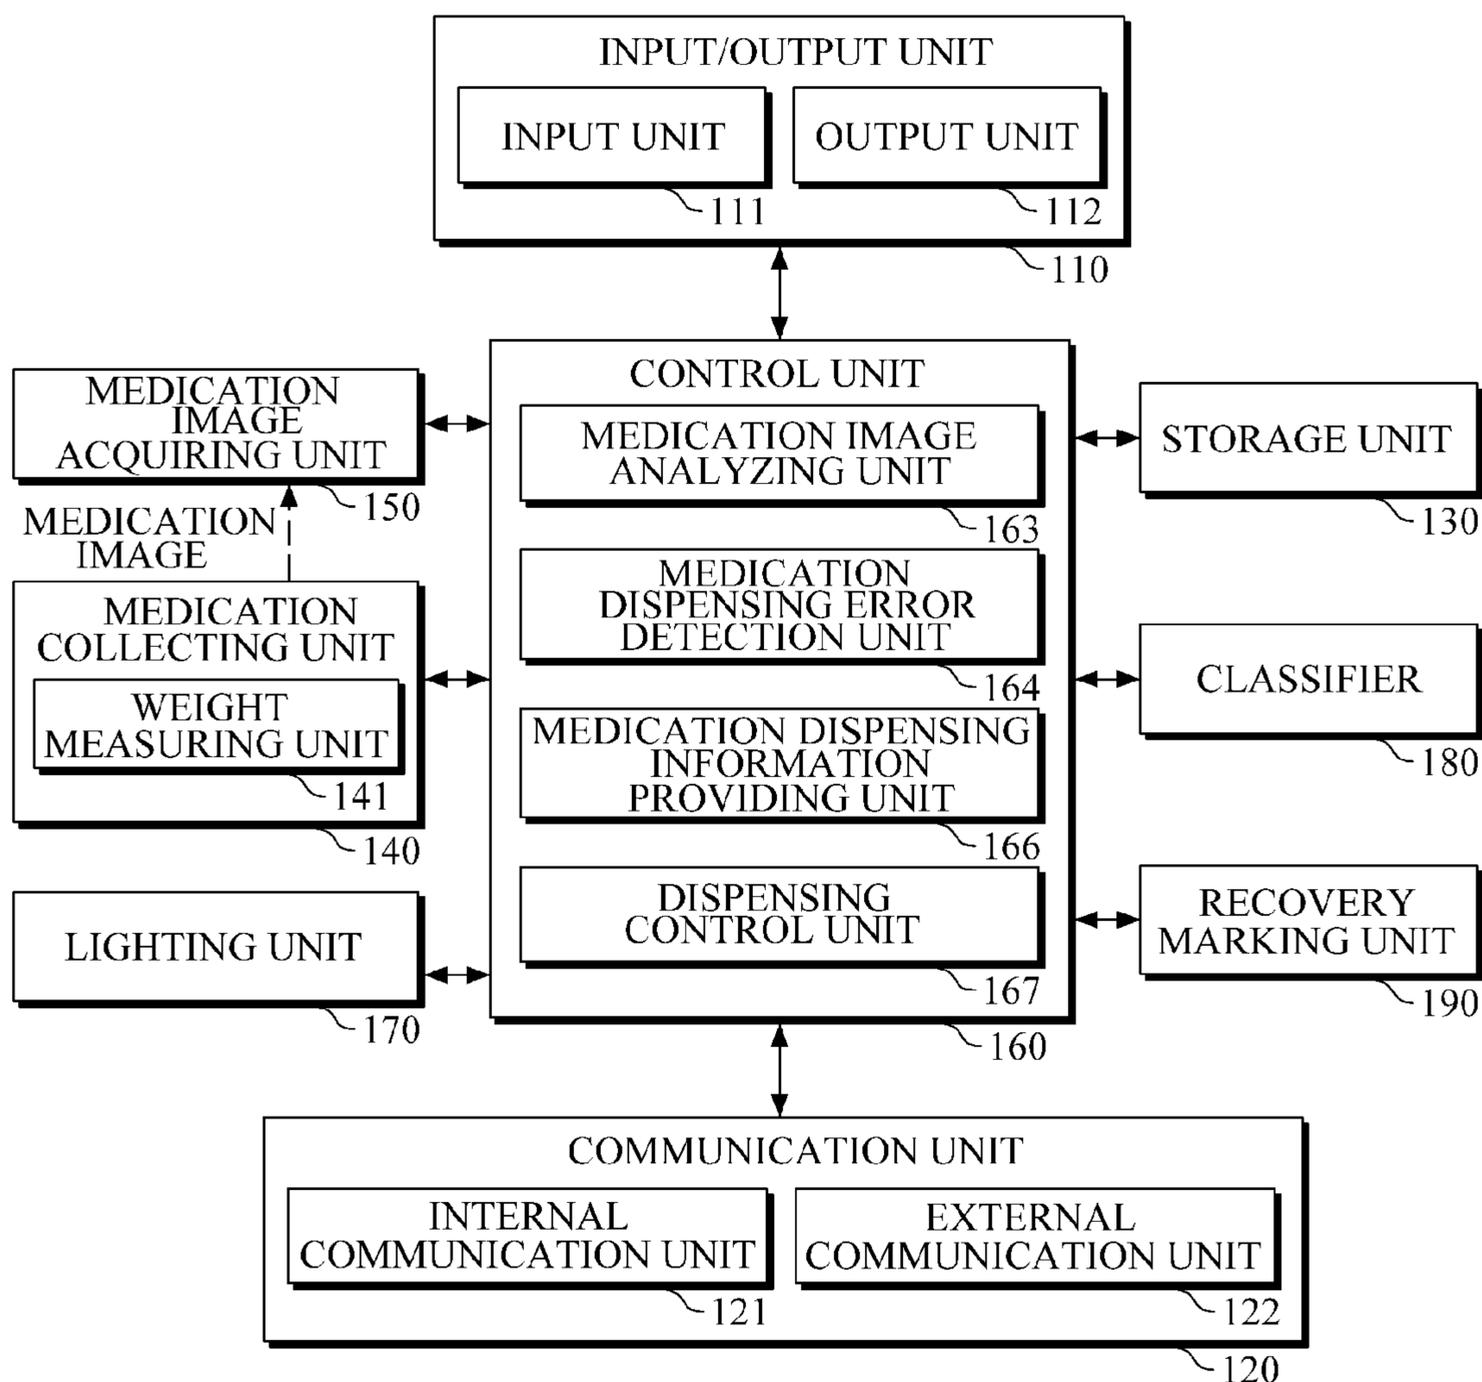 INPUT/OUTPUT UNIT
INPUT UNIT
OUTPUT UNIT
111
112
110
CONTROL UNIT
MEDICATION IMAGE
ANALYZING UNIT
163
MEDICATION
DISPENSING ERROR
DETECTION UNIT
164
MEDICATION DISPENSING
INFORMATION
PROVIDING UNIT
166
DISPENSING
CONTROL UNIT
167
160
MEDICATION
IMAGE
ACQUIRING UNIT
150
MEDICATION
IMAGE
MEDICATION
COLLECTING UNIT
WEIGHT
MEASURING UNIT
141
140
LIGHTING UNIT
170
STORAGE UNIT
130
CLASSIFIER
180
RECOVERY
MARKING UNIT
190
COMMUNICATION UNIT
INTERNAL
COMMUNICATION UNIT
121
EXTERNAL
COMMUNICATION UNIT
122
120